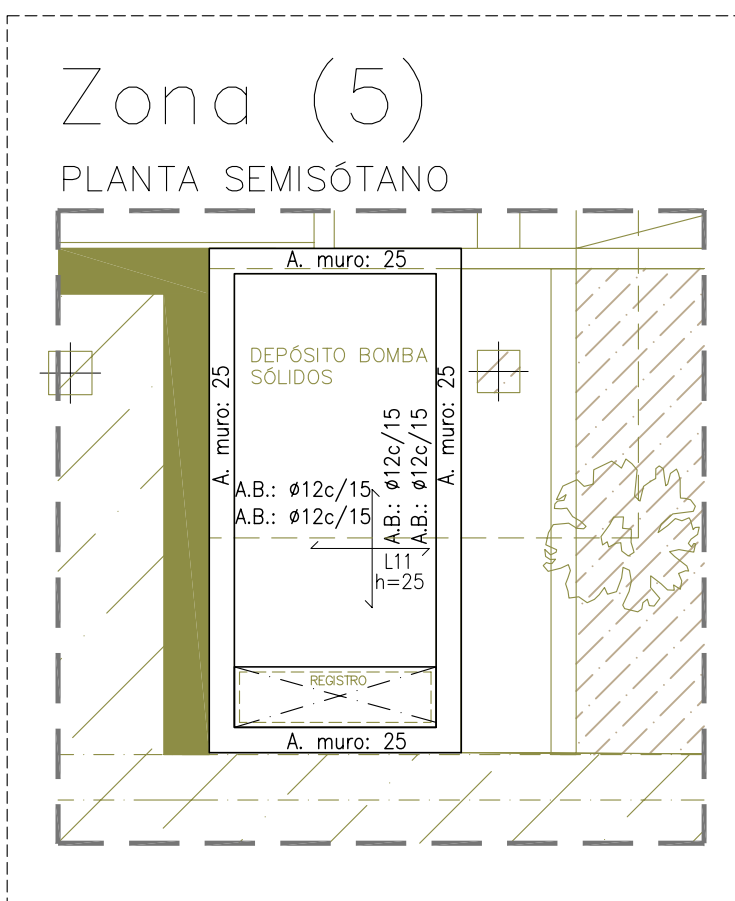 Zona (5)
PLANTA SEMISÓTANO
A. muro: 25
DEPÓSITO BOMBA
SÓLIDOS
A. muro: 25
A. muro: 25
A.B.: ø12c/15
A.B.: ø12c/15
A.B.: ø12c/15
A.B.: ø12c/15
L11
h=25
REGISTRO
A. muro: 25